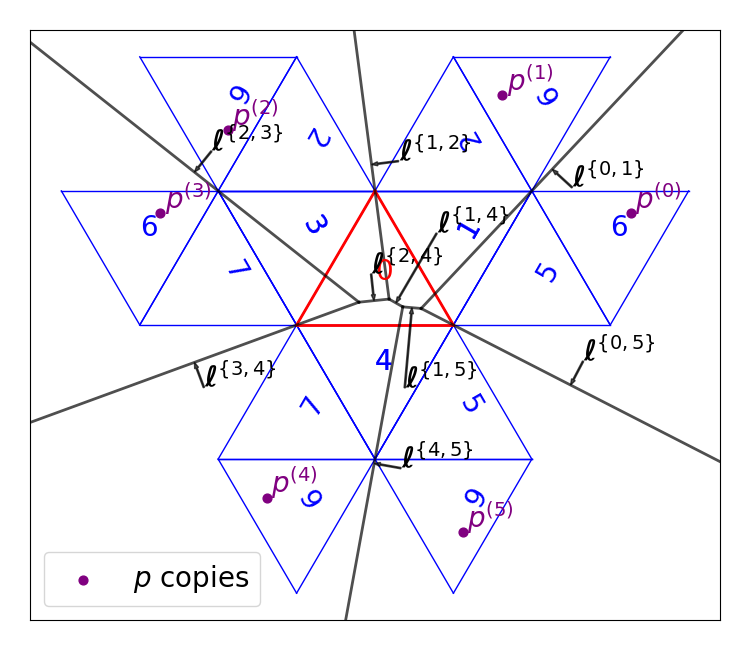 p^{(1)}
6
6
p^{(2)}
ℓ^{\{2,3\}}
2
2
ℓ^{\{1,2\}}
ℓ^{\{0,1\}}
p^{(3)}
p^{(0)}
6
3
ℓ^{\{1,4\}}
1
6
7
ℓ^{\{2,4\}}
0
5
ℓ^{\{0,5\}}
4
ℓ^{\{3,4\}}
ℓ^{\{1,5\}}
7
5
ℓ^{\{4,5\}}
p^{(4)}
6
6
p^{(5)}
p copies